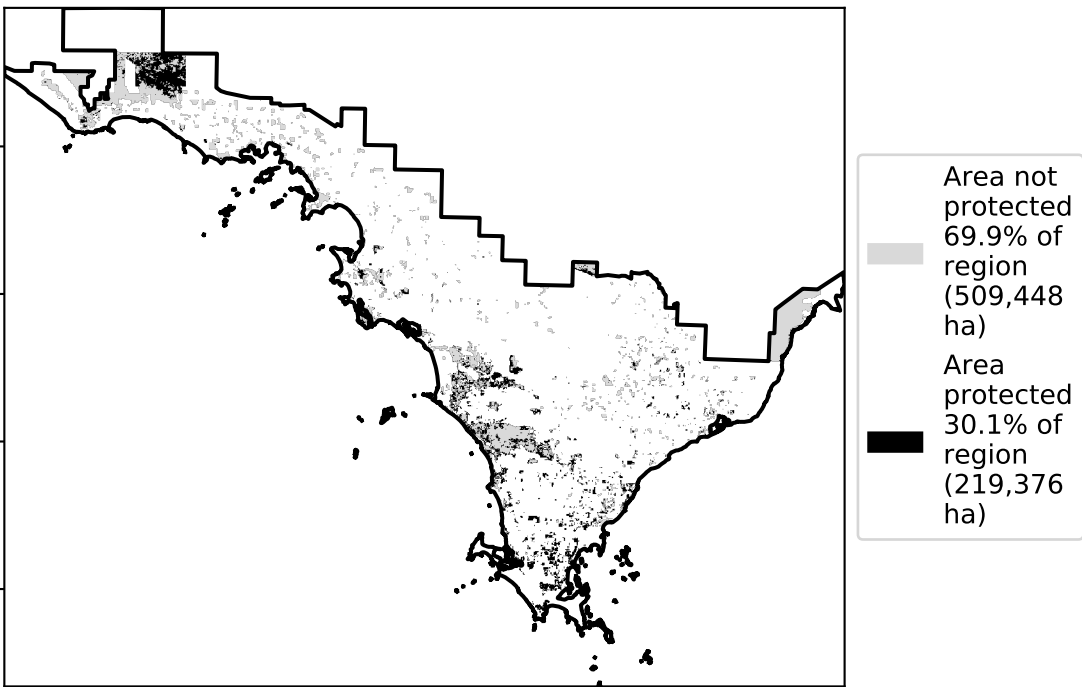 Area not
protected
69.9% of
region
(509,448
ha)
Area
protected
30.1% of
region
(219,376
ha)